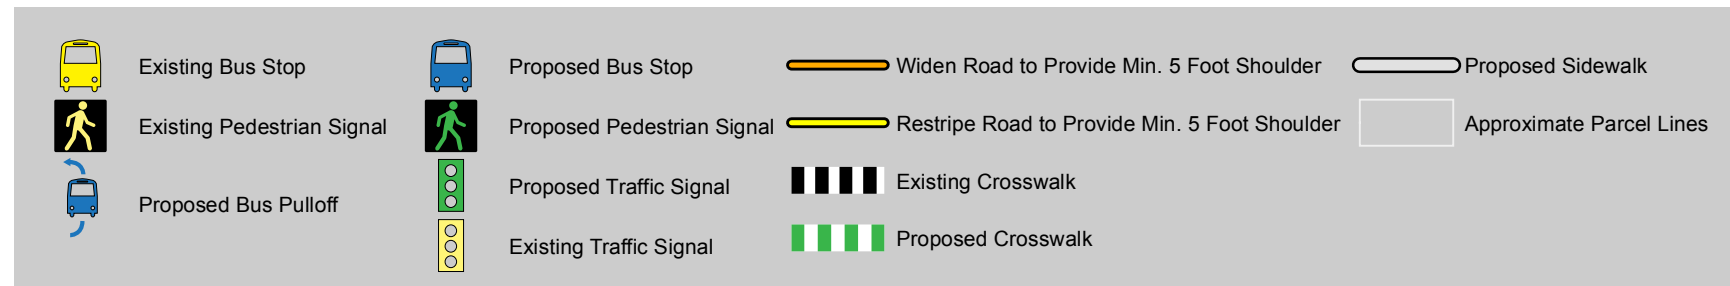 Existing Bus Stop
Existing Pedestrian Signal
Proposed Bus Pulloff
Proposed Bus Stop
Proposed Pedestrian Signal
Proposed Traffic Signal
Existing Traffic Signal
Widen Road to Provide Min. 5 Foot Shoulder
Restripe Road to Provide Min. 5 Foot Shoulder
Existing Crosswalk
Proposed Crosswalk
Proposed Sidewalk
Approximate Parcel Lines